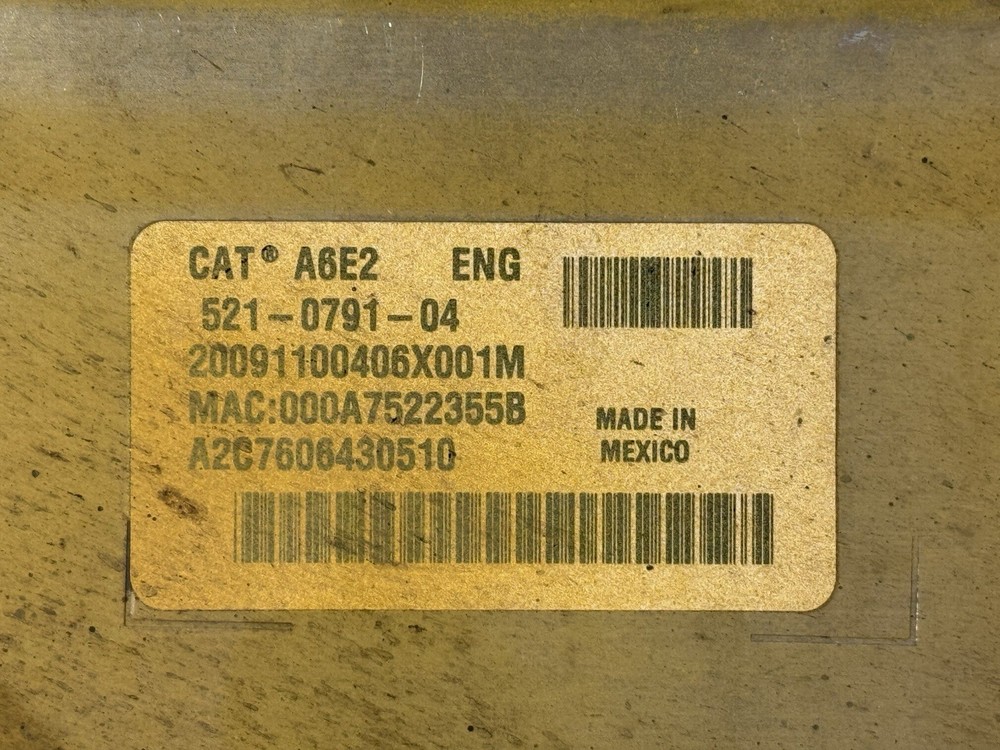 CAT® A6E2 ENG
521-0791-04
20091100406X001M
MAC:000A7522355B
A2C7606430510
MADE IN
MEXICO